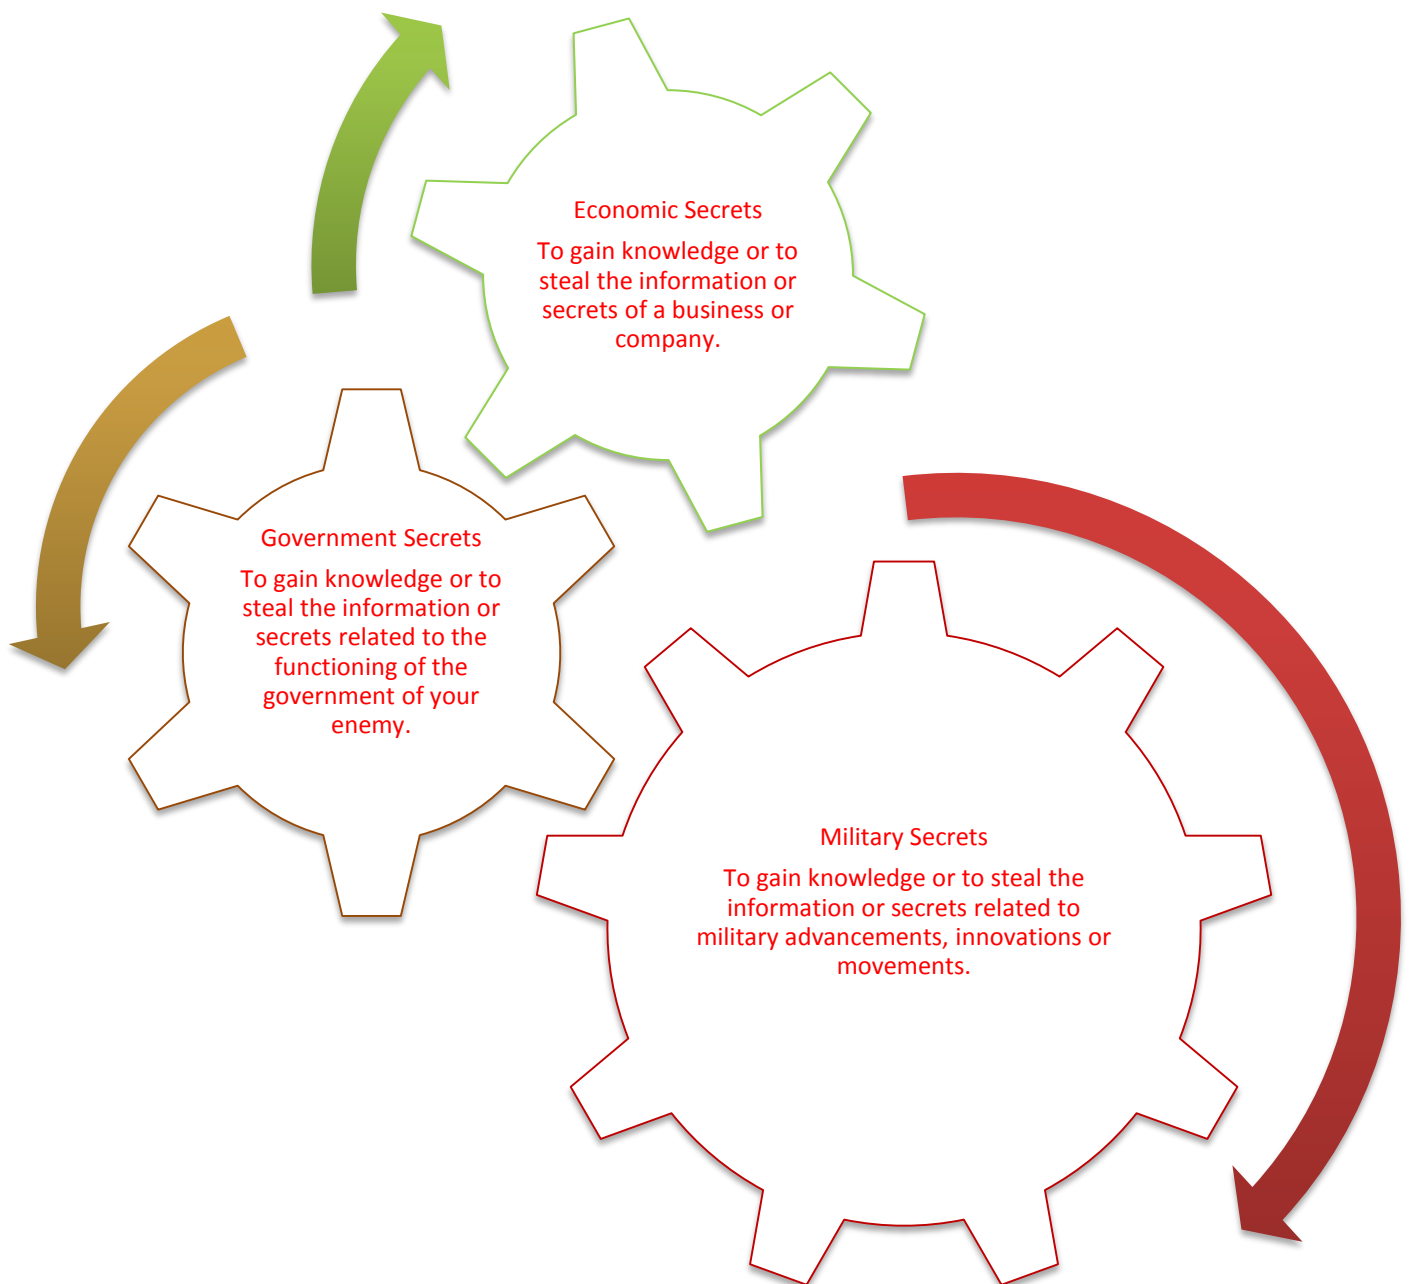 Economic Secrets
To gain knowledge or to
steal the information or
secrets of a business or
company.
Government Secrets
To gain knowledge or to
steal the information or
secrets related to the
functioning of the
government of your
enemy.
Military Secrets
To gain knowledge or to steal the
information or secrets related to
military advancements, innovations or
movements.